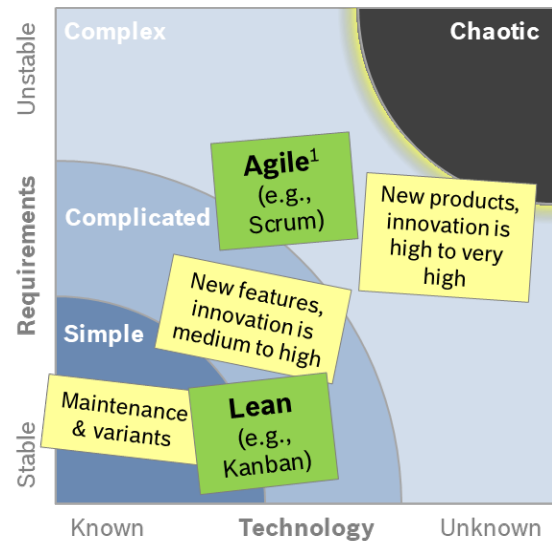 Complex
Chaotic
Unstable
Agile¹
(e.g.,
Scrum)
New products,
innovation is
high to very
high
Requirements
Complicated
New features,
innovation is
medium to high
Simple
Maintenance
& variants
Lean
(e.g.,
Kanban)
Stable
Known
Technology
Unknown